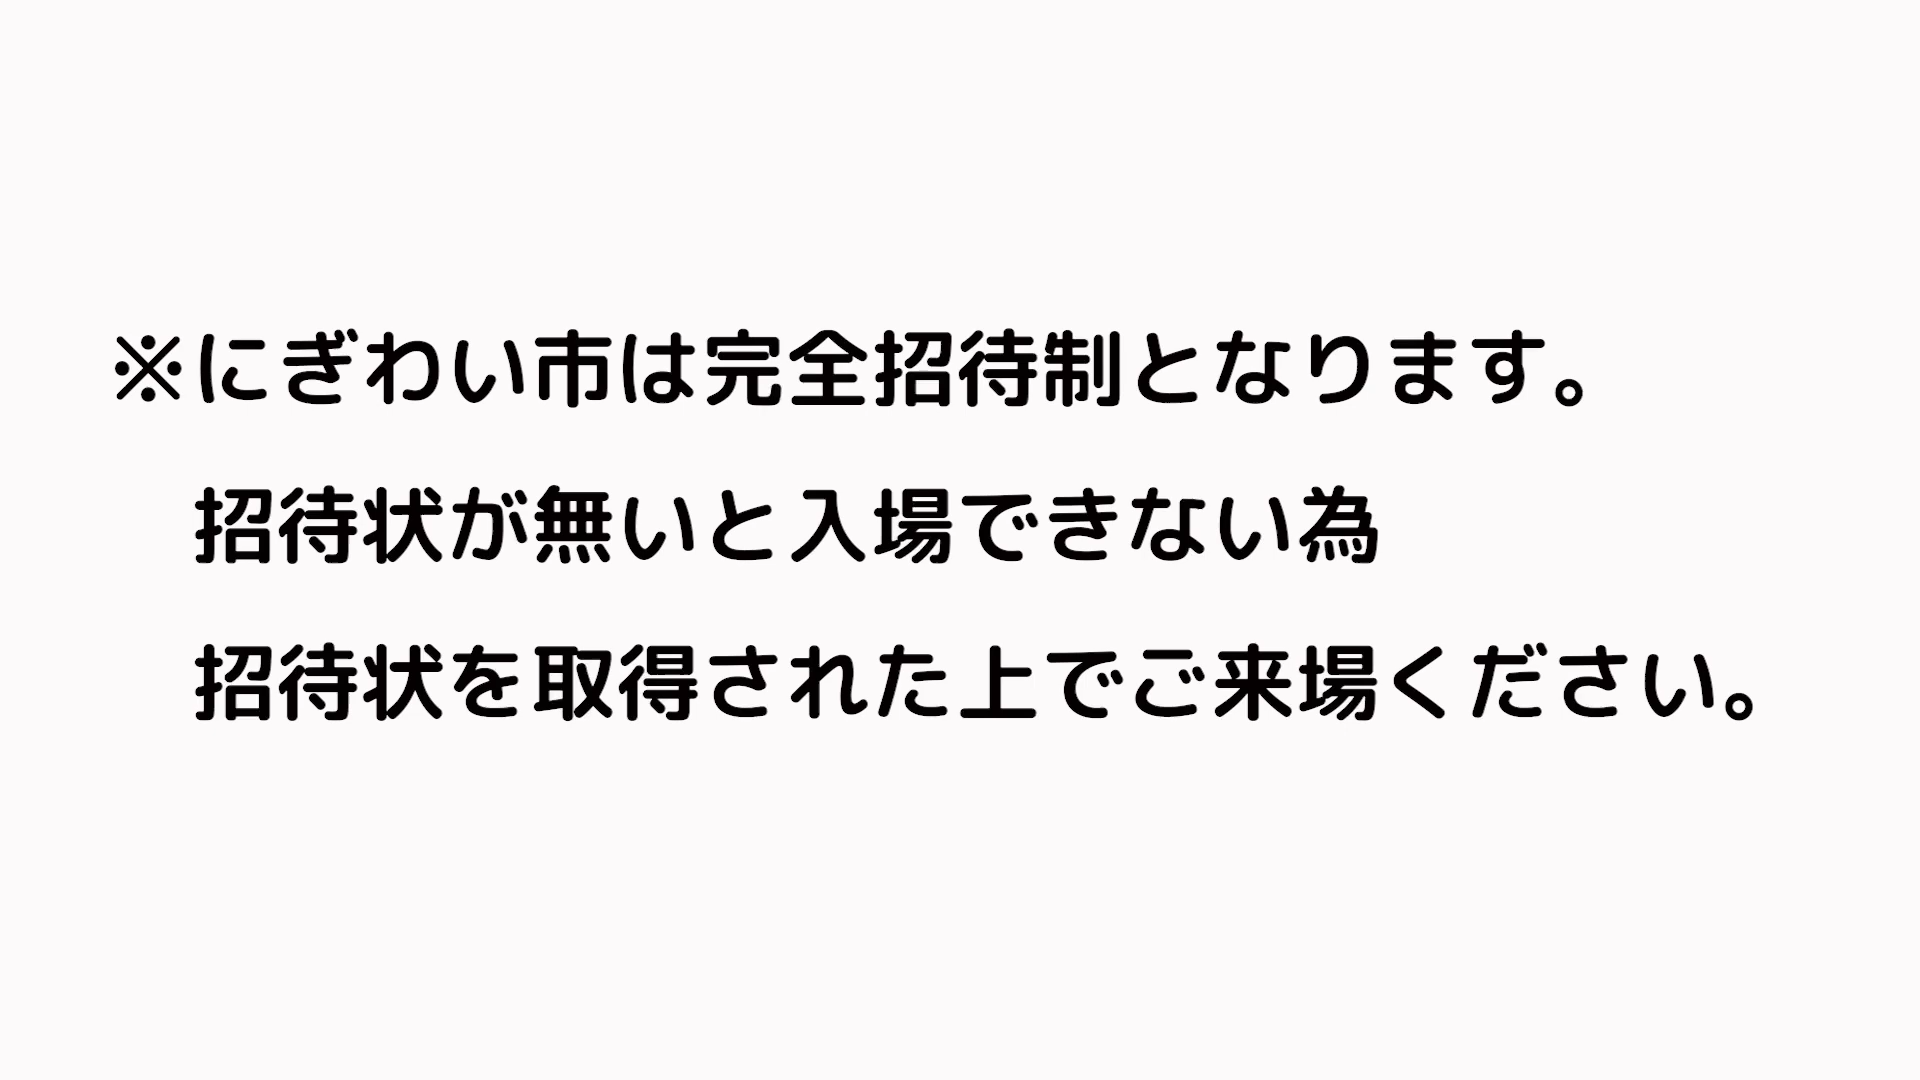 ※にぎわい市は完全招待制となります。
招待状が無いと入場できない為
招待状を取得された上でご来場ください。